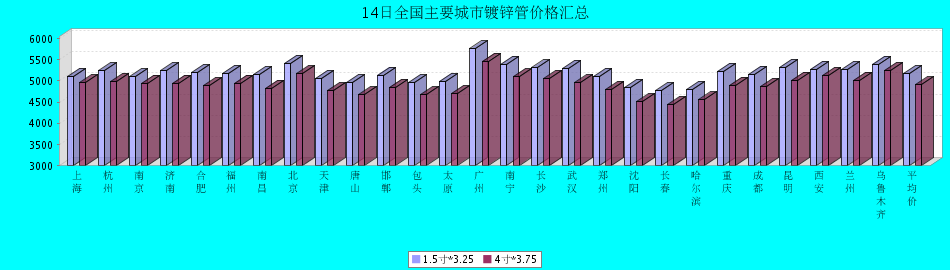 14日全国主要城市镀锌管价格汇总
6000
5500
5000
4500
4000
3500
3000
上海 杭州 南京 济南 合肥 福州 南昌 北京 天津 唐山 邯郸 包头 太原 广州 南宁 长沙 武汉 郑州 沈阳 长春 哈尔滨 重庆 成都 昆明 西安 兰州 乌鲁木齐 平均价
1.5寸*3.25 4寸*3.75